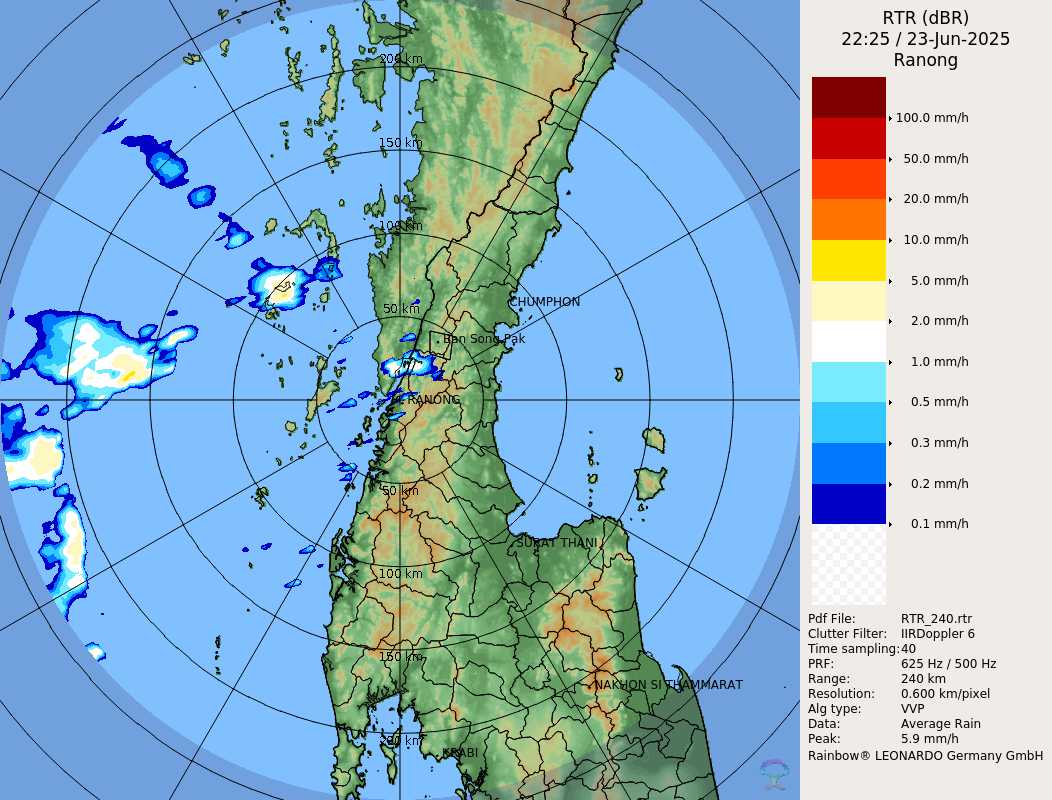 RTR (dBR)
22:25 / 23-Jun-2025
Ranong
100.0 mm/h
50.0 mm/h
20.0 mm/h
10.0 mm/h
5.0 mm/h
2.0 mm/h
1.0 mm/h
0.5 mm/h
0.3 mm/h
0.2 mm/h
0.1 mm/h
Pdf File: RTR_240.rtr
Clutter Filter: IIRDoppler 6
Time sampling:40
PRF: 625 Hz / 500 Hz
Range: 240 km
Resolution: 0.600 km/pixel
Alg type: VVP
Data: Average Rain
Peak: 5.9 mm/h
Rainbow® LEONARDO Germany GmbH
200 km
150 km
100 km
50 km
CHUMPHON
Ban Song Pak
RANONG
50 km
SURAT THANI
100 km
150 km
NAKHON SI THAMMARAT
200 km
KRABI